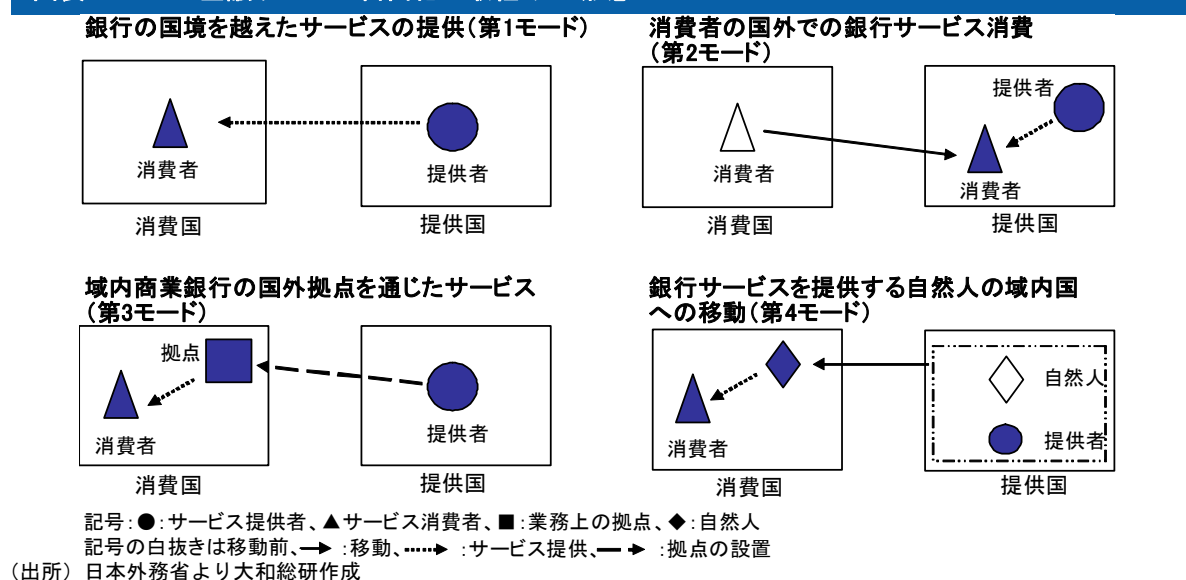 銀行の国境を越えたサービスの提供(第1モード)
消費者
提供者
消費国
提供国
消費者の国外での銀行サービス消費
(第2モード)
消費者
提供者
消費者
消費国
提供国
域内商業銀行の国外拠点を通じたサービス
(第3モード)
拠点
消費者
提供者
消費国
提供国
銀行サービスを提供する自然人の域内国
への移動(第4モード)
消費者
自然人
提供者
消費国
提供国
記号:●:サービス提供者、▲サービス消費者、■:業務上の拠点、◆:自然人
記号の白抜きは移動前、→:移動、┈▶:サービス提供、─ ➔:拠点の設置
(出所) 日本外務省より大和総研作成